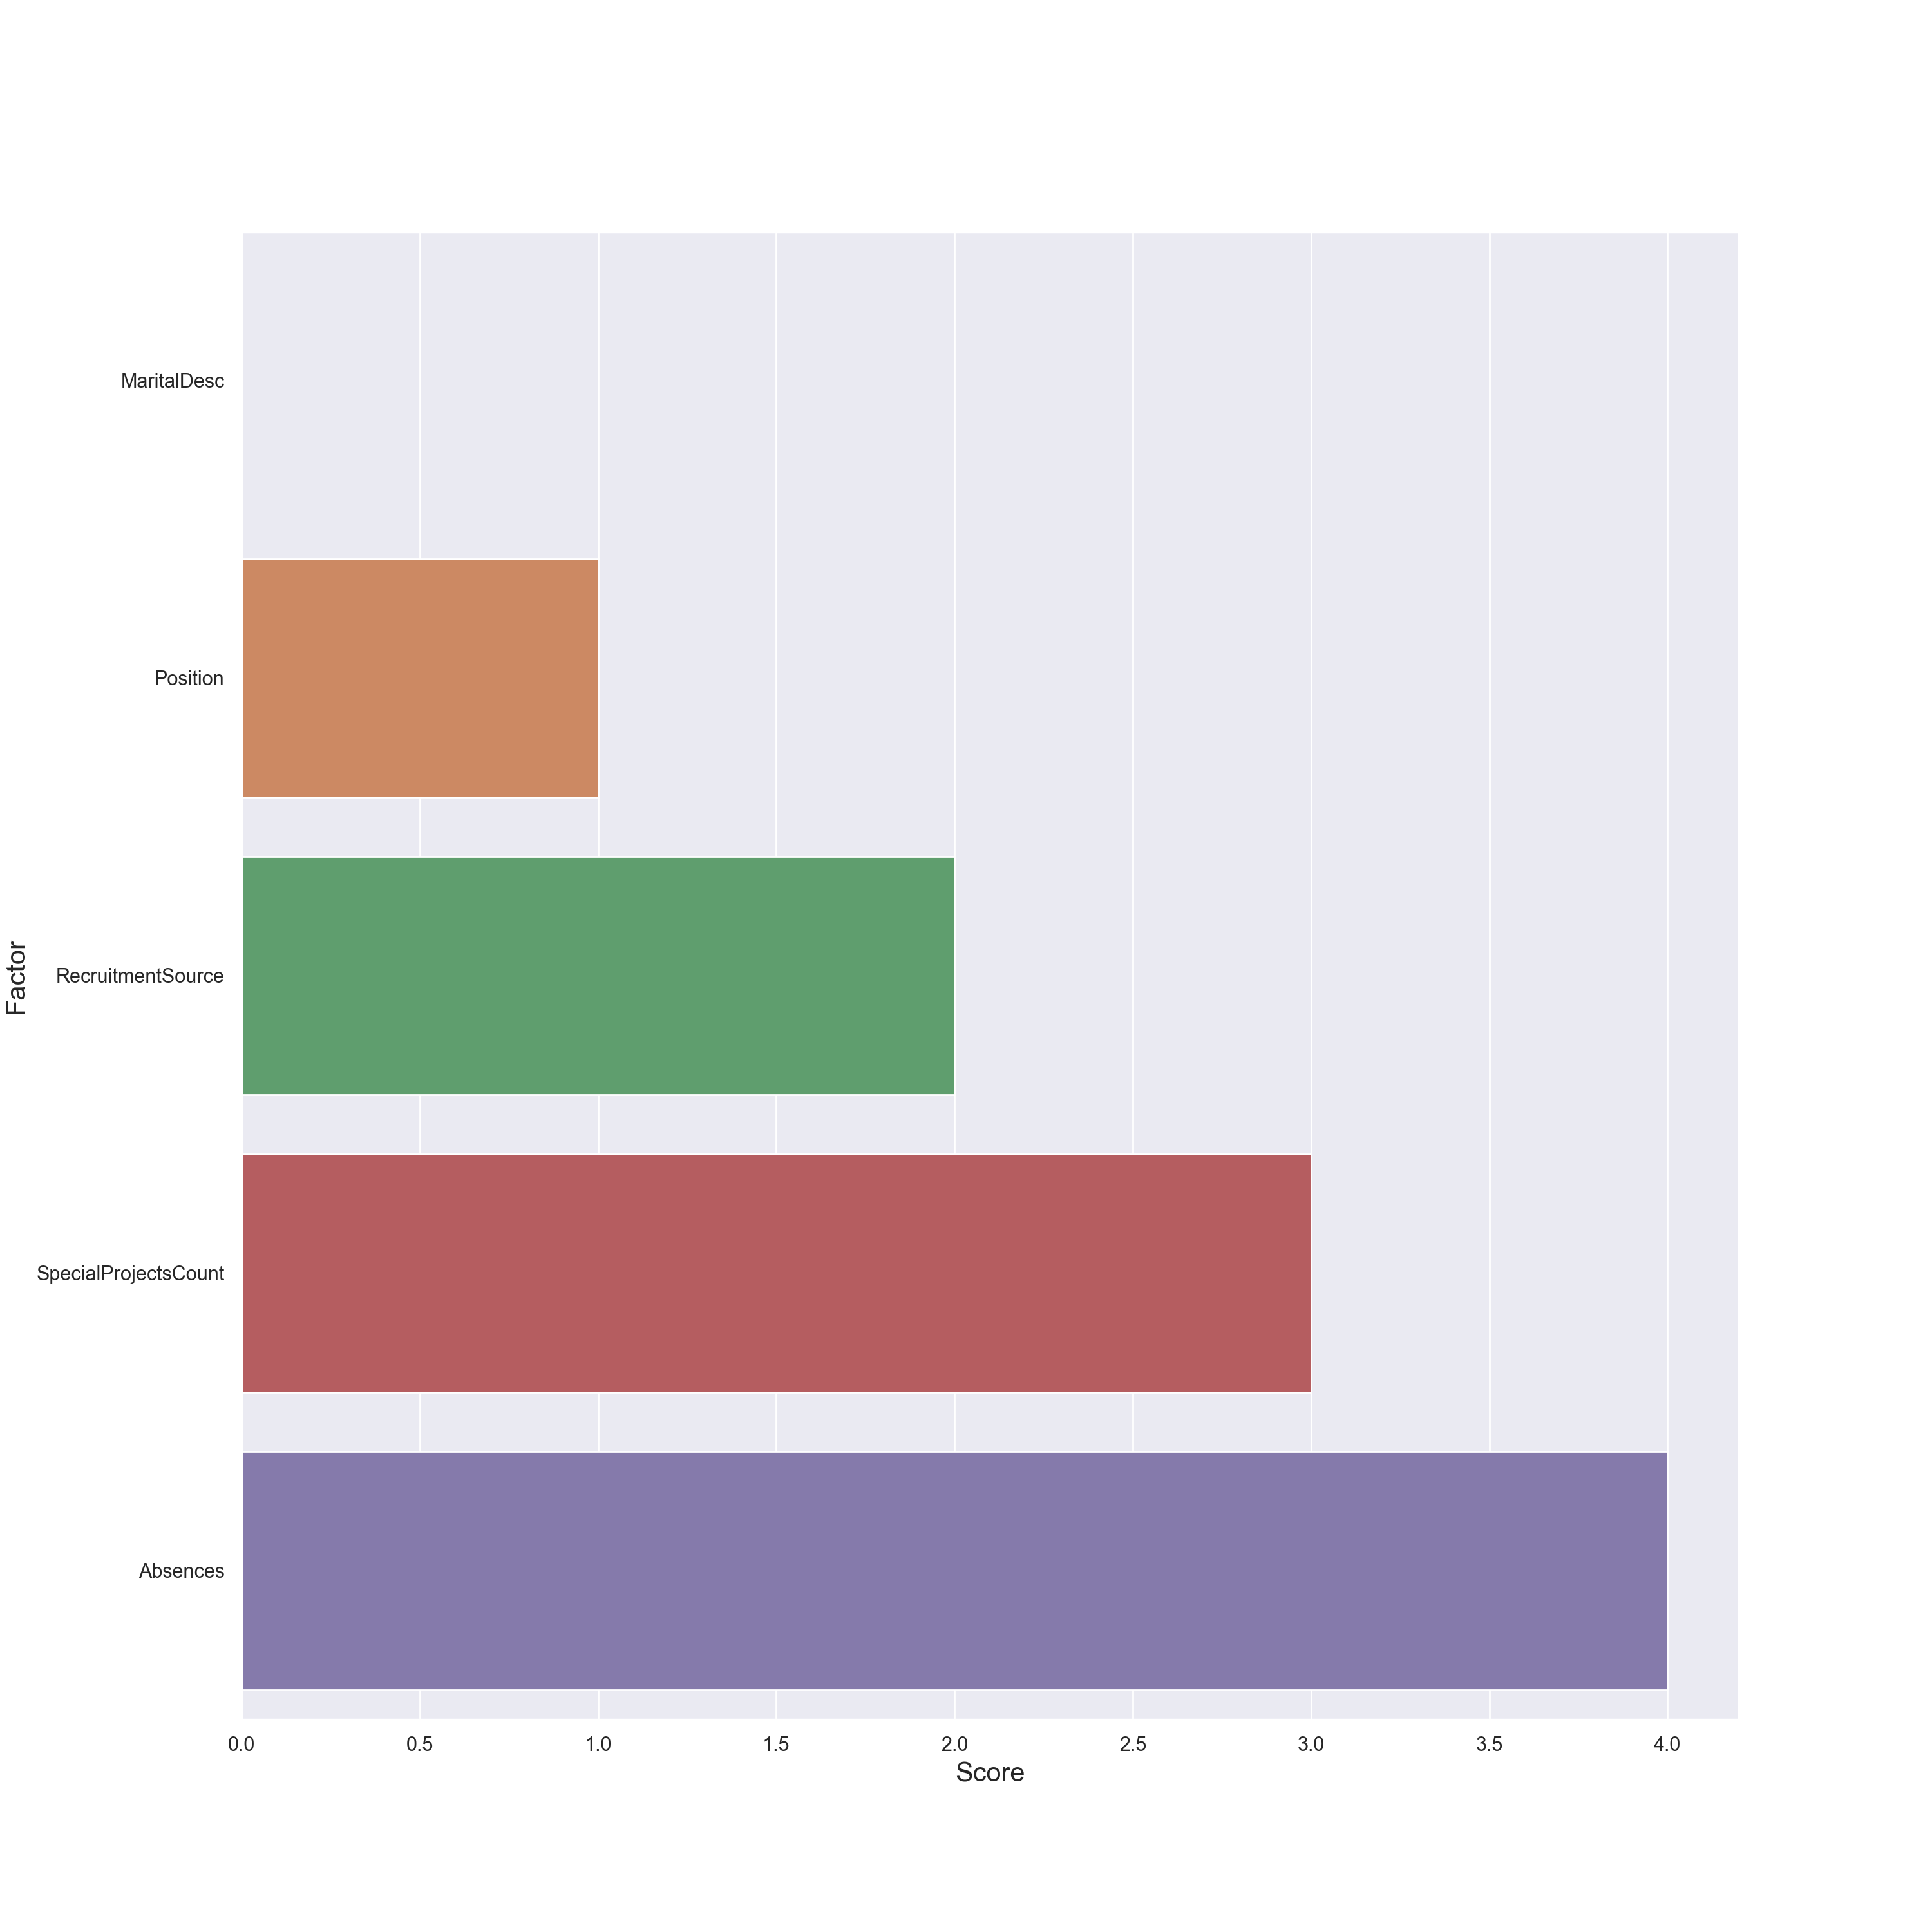 MaritalDesc
Position
RecruitmentSource
SpecialProjectsCount
Absences
Factor
0.0 0.5 1.0 1.5 2.0 2.5 3.0 3.5 4.0
Score